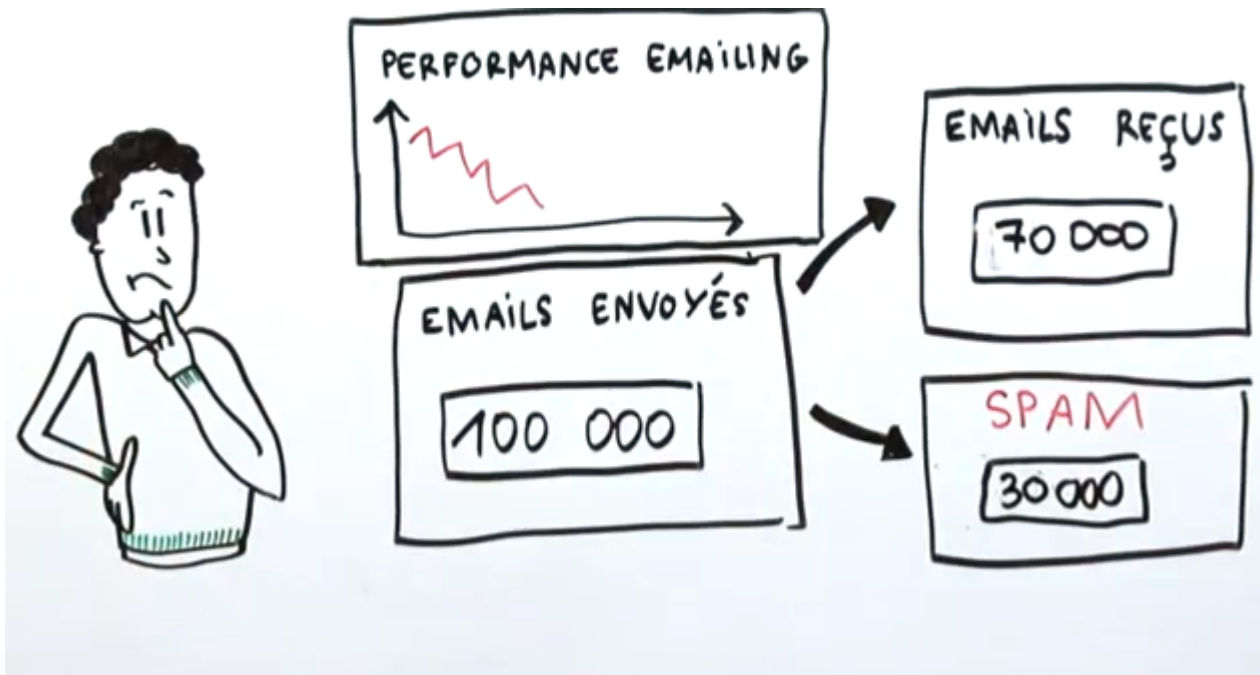 PERFORMANCE EMAILING
EMAILS ENVOYÉS
100 000
EMAILS REÇUS
70 000
SPAM
30 000